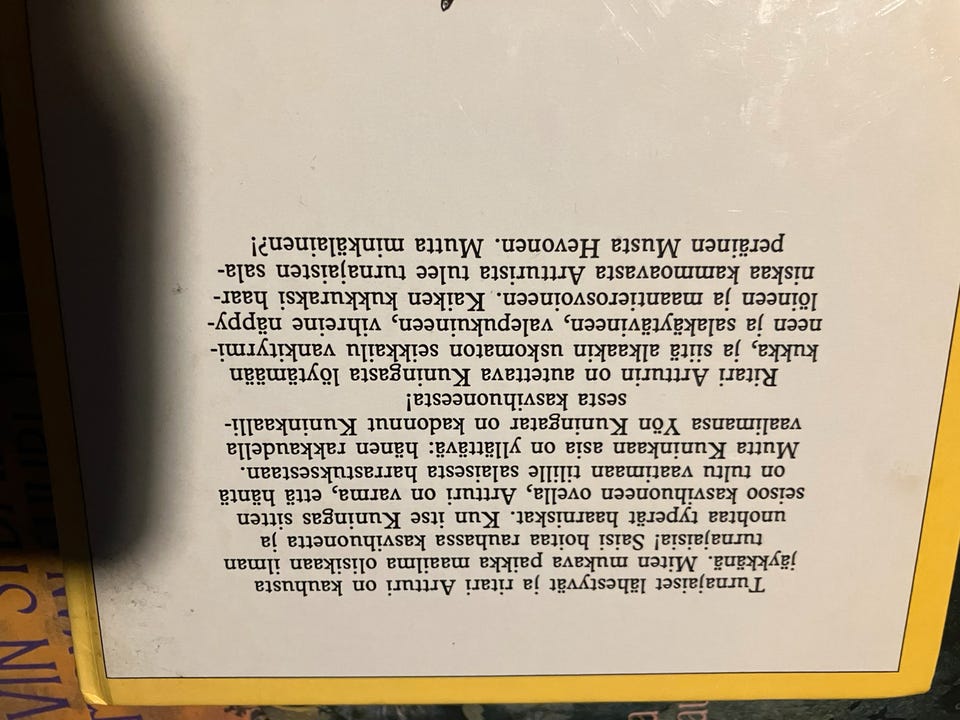 Turnajaiset lähestyvät ja ritari Artturi on kauhusta
jäykkänä. Miten mukava paikka maailma olisikaan ilman
turnajaisia! Saisi hoitaa rauhassa kasvihuonetta ja
unohtaa typerät haarniskat. Kun itse Kuningas sitten
seisoo kasvihuoneen ovella, Artturi on varma, että häntä
on tultu vaatimaan tilille salaisesta harrastuksestaan.
Mutta Kuninkaan asia on yllättävä: hänen rakkaudella
vaalimansa Yön Kuningatar on kadonnut Kuninkaalli-
sesta kasvihuoneesta!
Ritari Artturin on autettava Kuningasta löytämään
kukka, ja siitä alkaakin uskomaton seikkailu vankityrmi-
neen ja salakäytävineen, valepukuineen, vihreine näppy-
löineen ja maantierosvoineen. Kaiken kukkuraksi haar-
niskaa kammoavasta Artturista tulee turnajaisten sala-
peräinen Musta Hevonen. Mutta minkälainen?!
VIN S